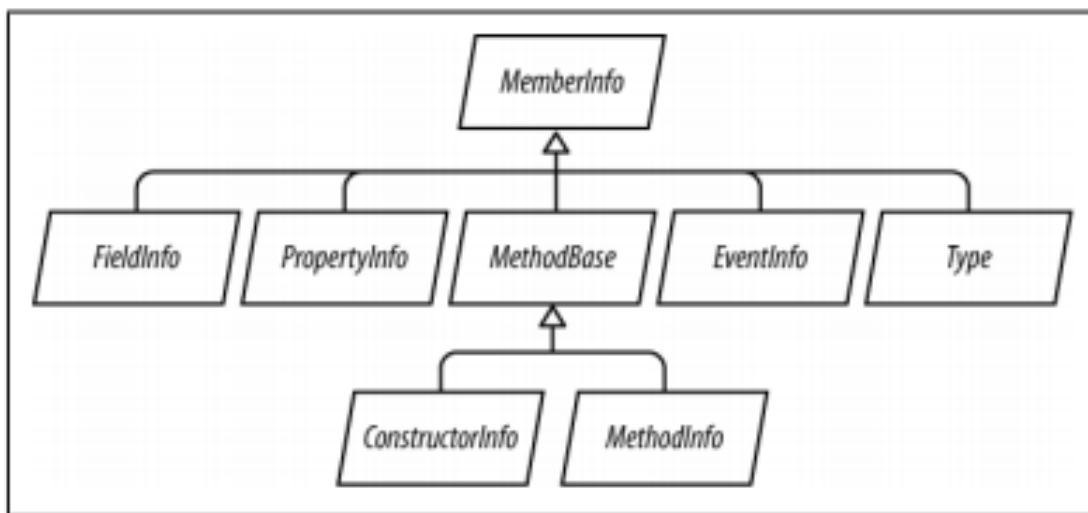 MemberInfo
FieldInfo
PropertyInfo
MethodBase
EventInfo
Type
ConstructorInfo
MethodInfo